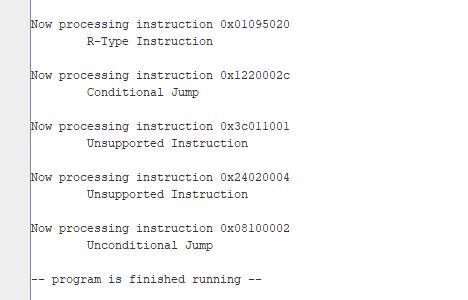 Now processing instruction 0x01095020
R-Type Instruction
Now processing instruction 0x1220002c
Conditional Jump
Now processing instruction 0x3c011001
Unsupported Instruction
Now processing instruction 0x24020004
Unsupported Instruction
Now processing instruction 0x08100002
Unconditional Jump
-- program is finished running --